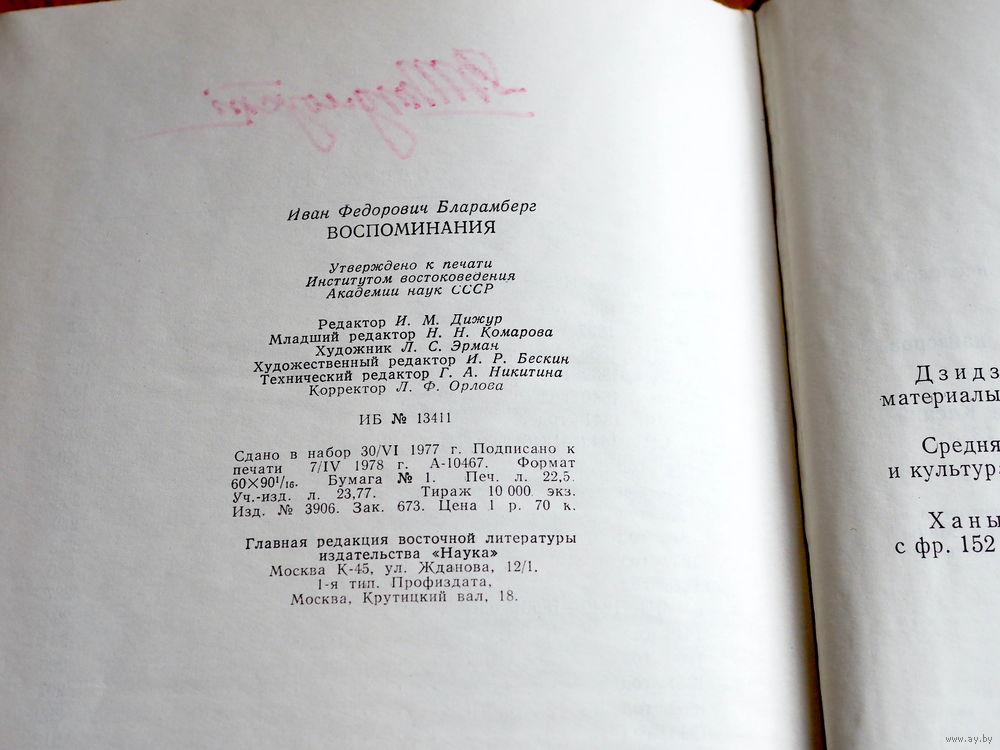 Иван Федорович Бларамберг
ВОСПОМИНАНИЯ
Утверждено к печати
Институтом востоковедения
Академии наук СССР
Редактор И. М. Дижур
Младший редактор Н. Н. Комарова
Художник Л. С. Эрман
Художественный редактор И. Р. Бескин
Технический редактор Г. А. Никитина
Корректор Л. Ф. Орлова
ИБ № 13411
Сдано в набор 30/VI 1977 г. Подписано к
печати 7/IV 1978 г. А-10467. Формат
60×90¹/₁₆. Бумага № 1. Печ. л. 22,5.
Уч.-изд. л. 23,77. Тираж 10 000 экз.
Изд. № 3906. Зак. 673. Цена 1 р. 70 к.
Главная редакция восточной литературы
издательства «Наука»
Москва К-45, ул. Жданова, 12/1.
1-я тип. Профиздата,
Москва, Крутицкий вал, 18.
Дзидз
материалы
Средня
и культур
Ханы
с фр. 152
www.ay.by